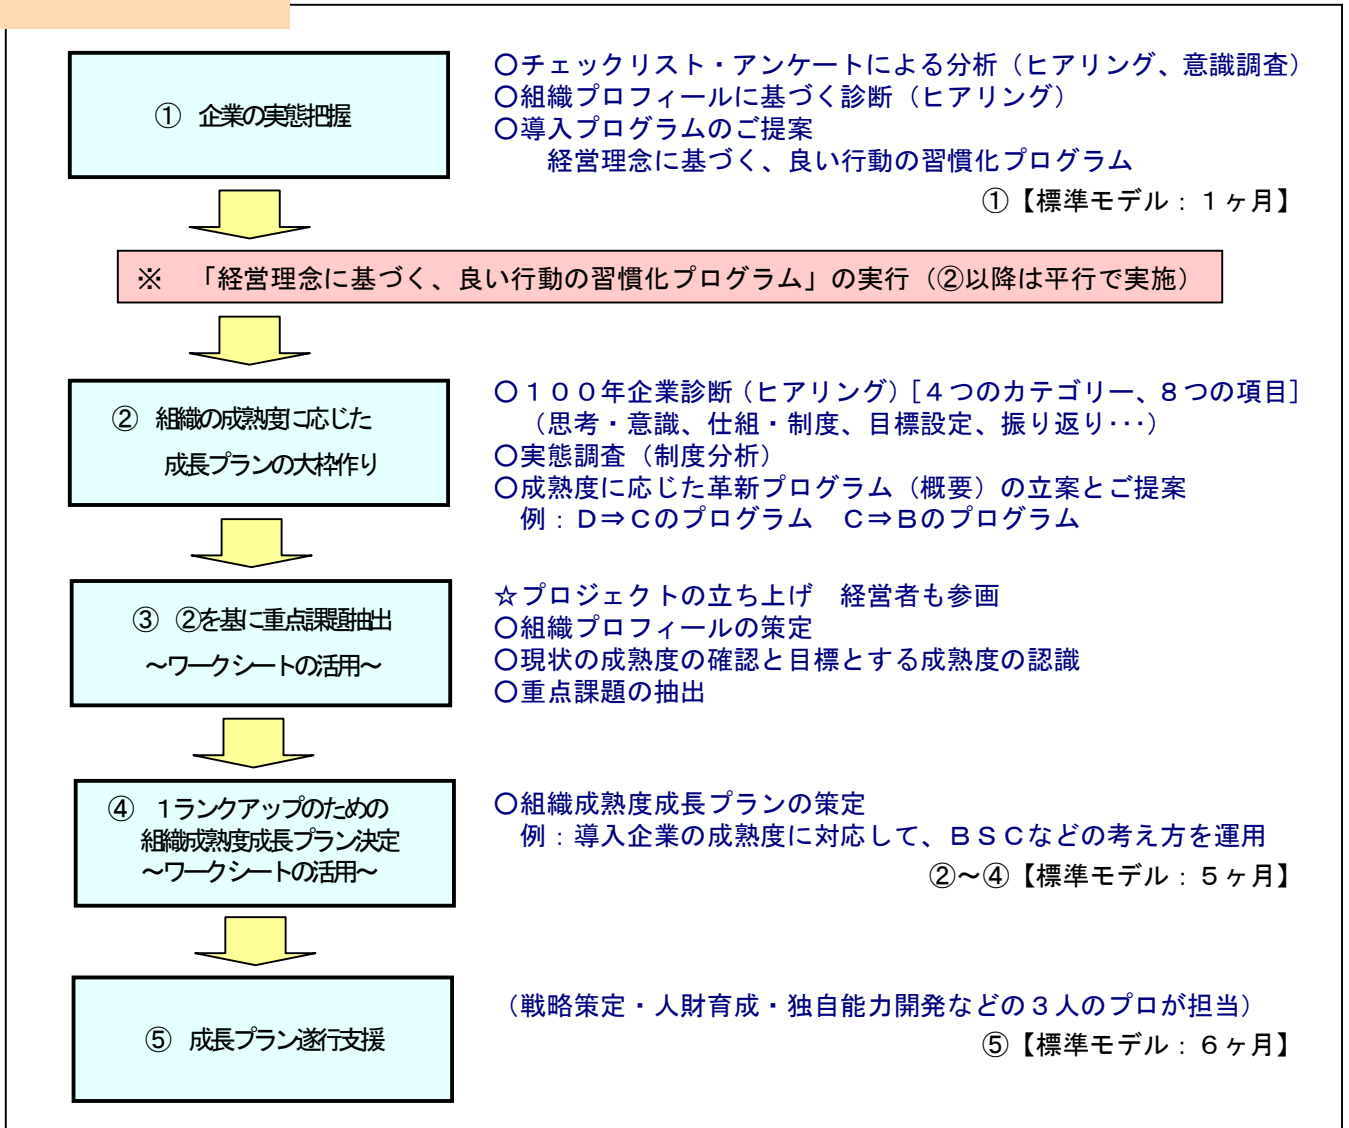 ① 企業の実態把握
〇チェックリスト・アンケートによる分析（ヒアリング、意識調査）
〇組織プロフィールに基づく診断（ヒアリング）
〇導入プログラムのご提案
経営理念に基づく、良い行動の習慣化プログラム
①【標準モデル：１ヶ月】
※ 「経営理念に基づく、良い行動の習慣化プログラム」の実行（②以降は平行で実施）
② 組織の成熟度に応じた
成長プランの大枠作り
〇１００年企業診断（ヒアリング）［４つのカテゴリー、８つの項目］
（思考・意識、仕組・制度、目標設定、振り返り･･･）
〇実態調査（制度分析）
〇成熟度に応じた革新プログラム（概要）の立案とご提案
例：Ｄ⇒Ｃのプログラム　Ｃ⇒Ｂのプログラム
③ ②を基に重点課題抽出
～ワークシートの活用～
☆プロジェクトの立ち上げ　経営者も参画
〇組織プロフィールの策定
〇現状の成熟度の確認と目標とする成熟度の認識
〇重点課題の抽出
④ １ランクアップのための
組織成熟度成長プラン決定
～ワークシートの活用～
〇組織成熟度成長プランの策定
例：導入企業の成熟度に対応して、ＢＳＣなどの考え方を運用
②～④【標準モデル：５ヶ月】
⑤ 成長プラン遂行支援
（戦略策定・人財育成・独自能力開発などの３人のプロが担当）
⑤【標準モデル：６ヶ月】